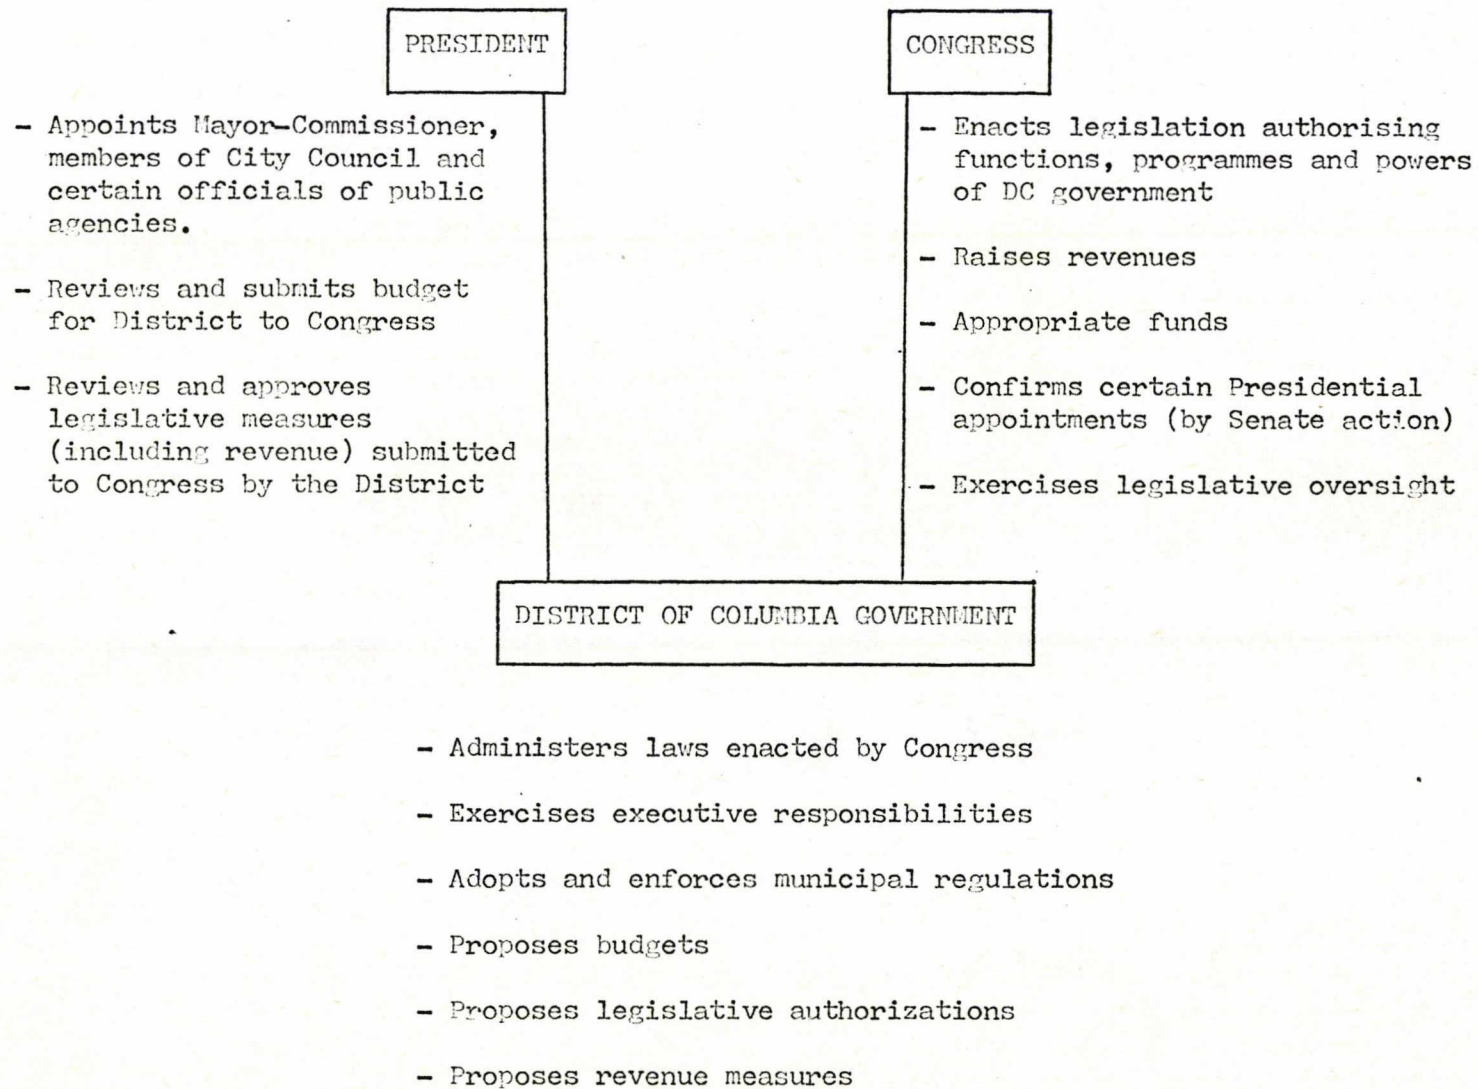 PRESIDENT
- Appoints Mayor-Commissioner,
members of City Council and
certain officials of public
agencies.
- Reviews and submits budget
for District to Congress
- Reviews and approves
legislative measures
(including revenue) submitted
to Congress by the District
CONGRESS
- Enacts legislation authorising
functions, programmes and powers
of DC government
- Raises revenues
- Appropriate funds
- Confirms certain Presidential
appointments (by Senate action)
- Exercises legislative oversight
DISTRICT OF COLUMBIA GOVERNMENT
- Administers laws enacted by Congress
- Exercises executive responsibilities
- Adopts and enforces municipal regulations
- Proposes budgets
- Proposes legislative authorizations
- Proposes revenue measures